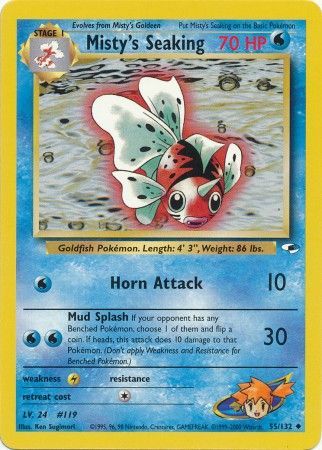 Evolves from Misty's Goldeen Put Misty's Seaking on the Basic Pokémon
STAGE 1
Misty's Seaking 70 HP
Goldfish Pokémon. Length: 4' 3", Weight: 86 lbs.
Horn Attack 10
Mud Splash If your opponent has any
Benched Pokémon, choose 1 of them and flip a
coin. If heads, this attack does 10 damage to that
Pokémon. (Don't apply Weakness and Resistance for
Benched Pokémon.)
30
weakness resistance
retreat cost
LV. 24 #119
Illus. Ken Sugimori ©1995, 96, 98 Nintendo, Creatures, GAMEFREAK. ©1999-2000 Wizards. 55/132